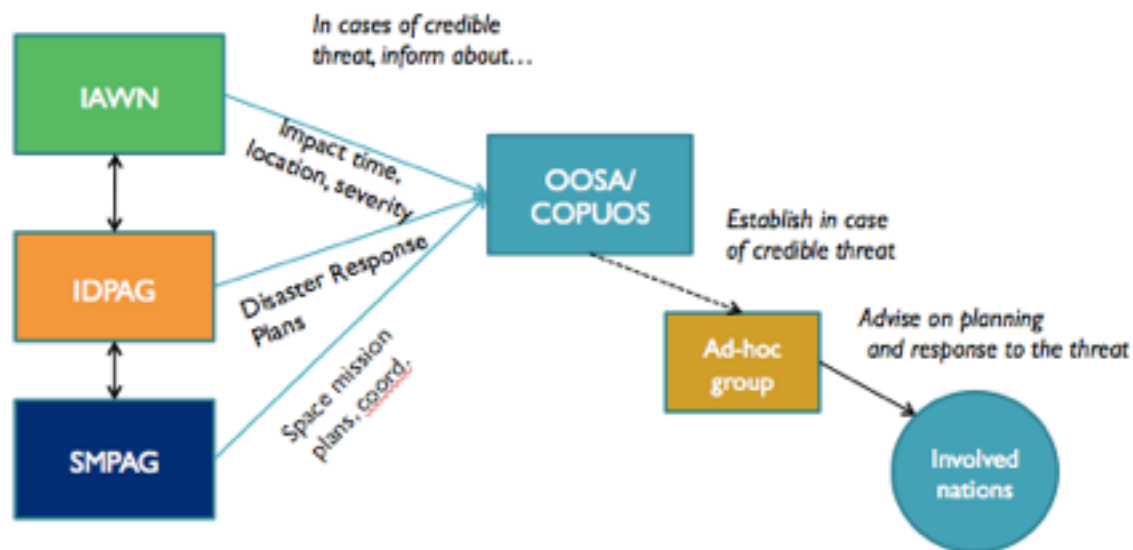 In cases of credible
threat, inform about…
IAWN
Impact time,
location, severity
OOSA/
COPUOS
Establish in case
of credible threat
IDPAG
Disaster Response
Plans
Ad-hoc
group
Advise on planning
and response to the threat
Space mission
plans, coord.
SMPAG
Involved
nations